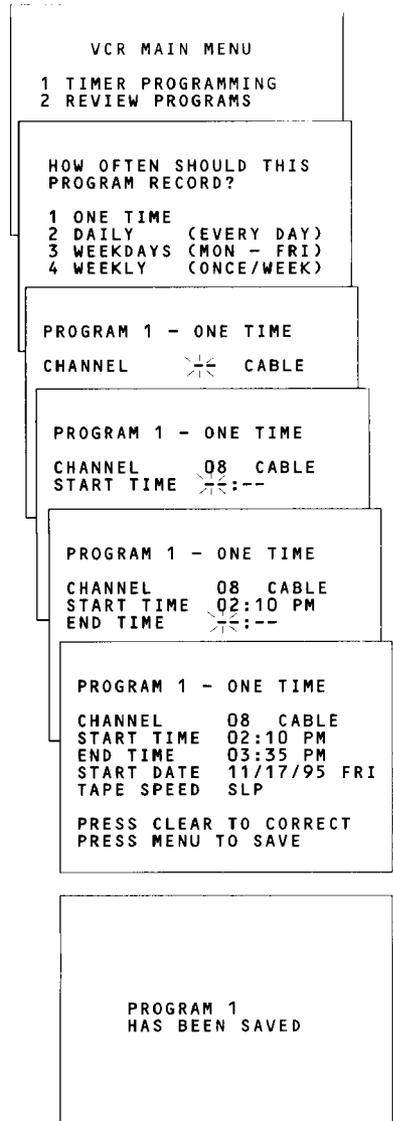 VCR MAIN MENU
1 TIMER PROGRAMMING
2 REVIEW PROGRAMS
HOW OFTEN SHOULD THIS
PROGRAM RECORD?
1 ONE TIME
2 DAILY (EVERY DAY)
3 WEEKDAYS (MON - FRI)
4 WEEKLY (ONCE/WEEK)
PROGRAM 1 - ONE TIME
CHANNEL -- CABLE
PROGRAM 1 - ONE TIME
CHANNEL 08 CABLE
START TIME --:--
PROGRAM 1 - ONE TIME
CHANNEL 08 CABLE
START TIME 02:10 PM
END TIME --:--
PROGRAM 1 - ONE TIME
CHANNEL 08 CABLE
START TIME 02:10 PM
END TIME 03:35 PM
START DATE 11/17/95 FRI
TAPE SPEED SLP
PRESS CLEAR TO CORRECT
PRESS MENU TO SAVE
PROGRAM 1
HAS BEEN SAVED